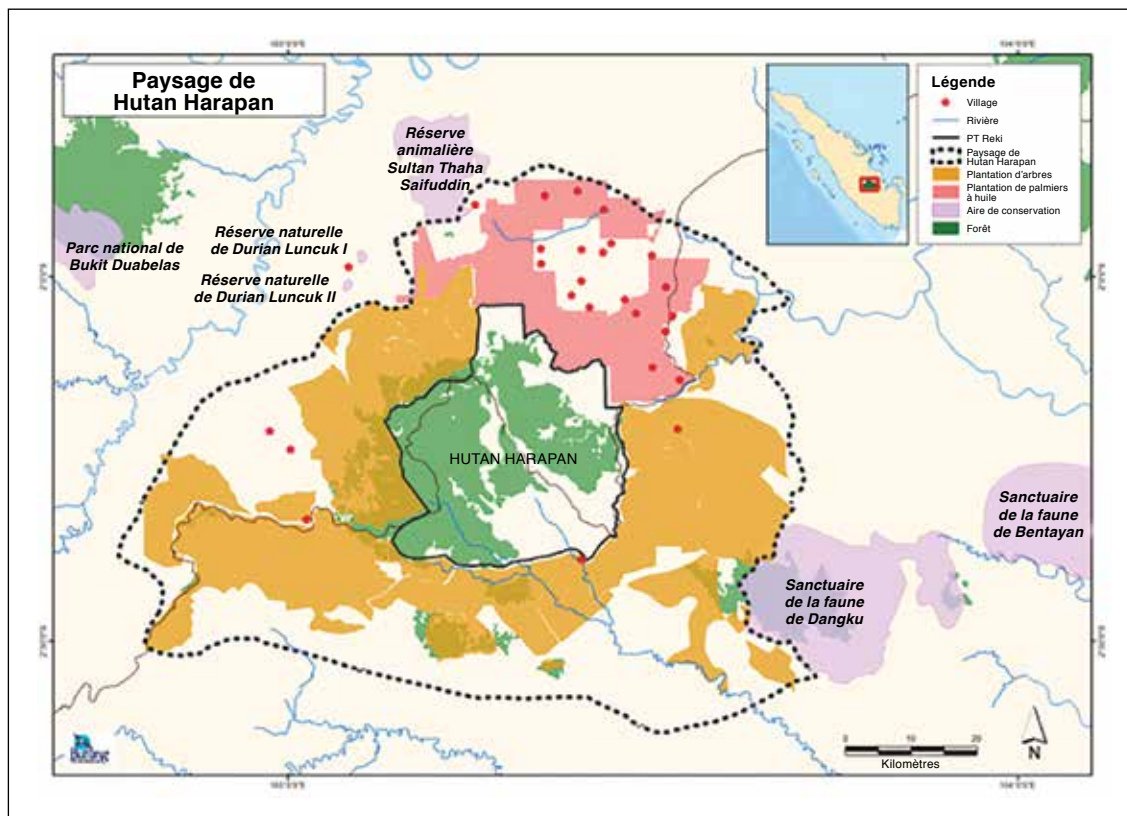 Paysage de
Hutan Harapan
Réserve
animalière
Sultan Thaha
Saifuddin
Parc national de
Bukit Duabelas
Réserve naturelle
de Durian Luncuk I
Réserve naturelle
de Durian Luncuk II
HUTAN HARAPAN
Sanctuaire
de la faune
de Bentayan
Sanctuaire
de la faune
de Dangku
Légende
Village
Rivière
PT Reki
Paysage de
Hutan Harapan
Plantation d'arbres
Plantation de palmiers
à huile
Aire de conservation
Forêt
0 10 20
Kilomètres
N